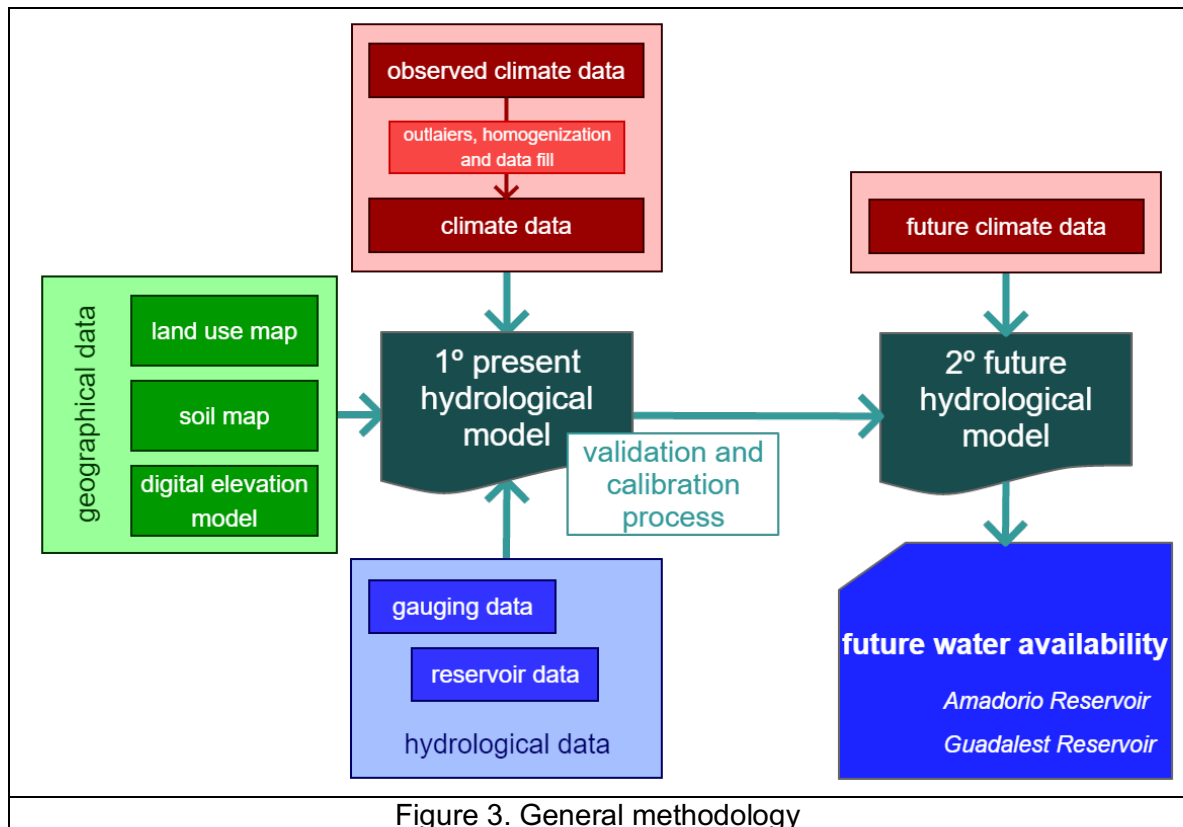 observed climate data
outlaiers, homogenization
and data fill
climate data
future climate data
geographical data
land use map
soil map
digital elevation
model
1º present
hydrological
model
validation and
calibration
process
2º future
hydrological
model
gauging data
reservoir data
hydrological data
future water availability
Amadorio Reservoir
Guadalest Reservoir
Figure 3. General methodology